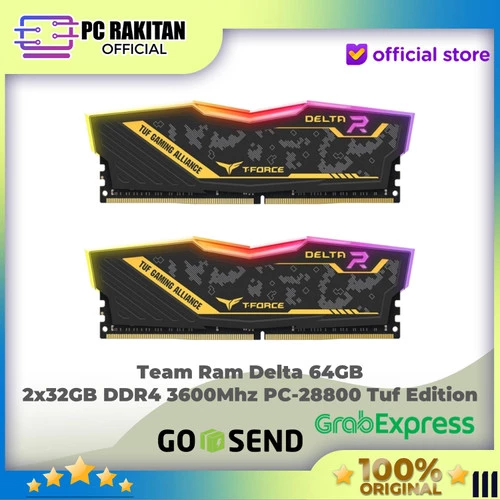 PC RAKITAN
OFFICIAL
official store
DELTA R
TUF GAMING ALLIANCE
T-FORCE
DELTA R
TUF GAMING ALLIANCE
T-FORCE
Team Ram Delta 64GB
2x32GB DDR4 3600Mhz PC-28800 Tuf Edition
GO SEND
GrabExpress
100%
ORIGINAL